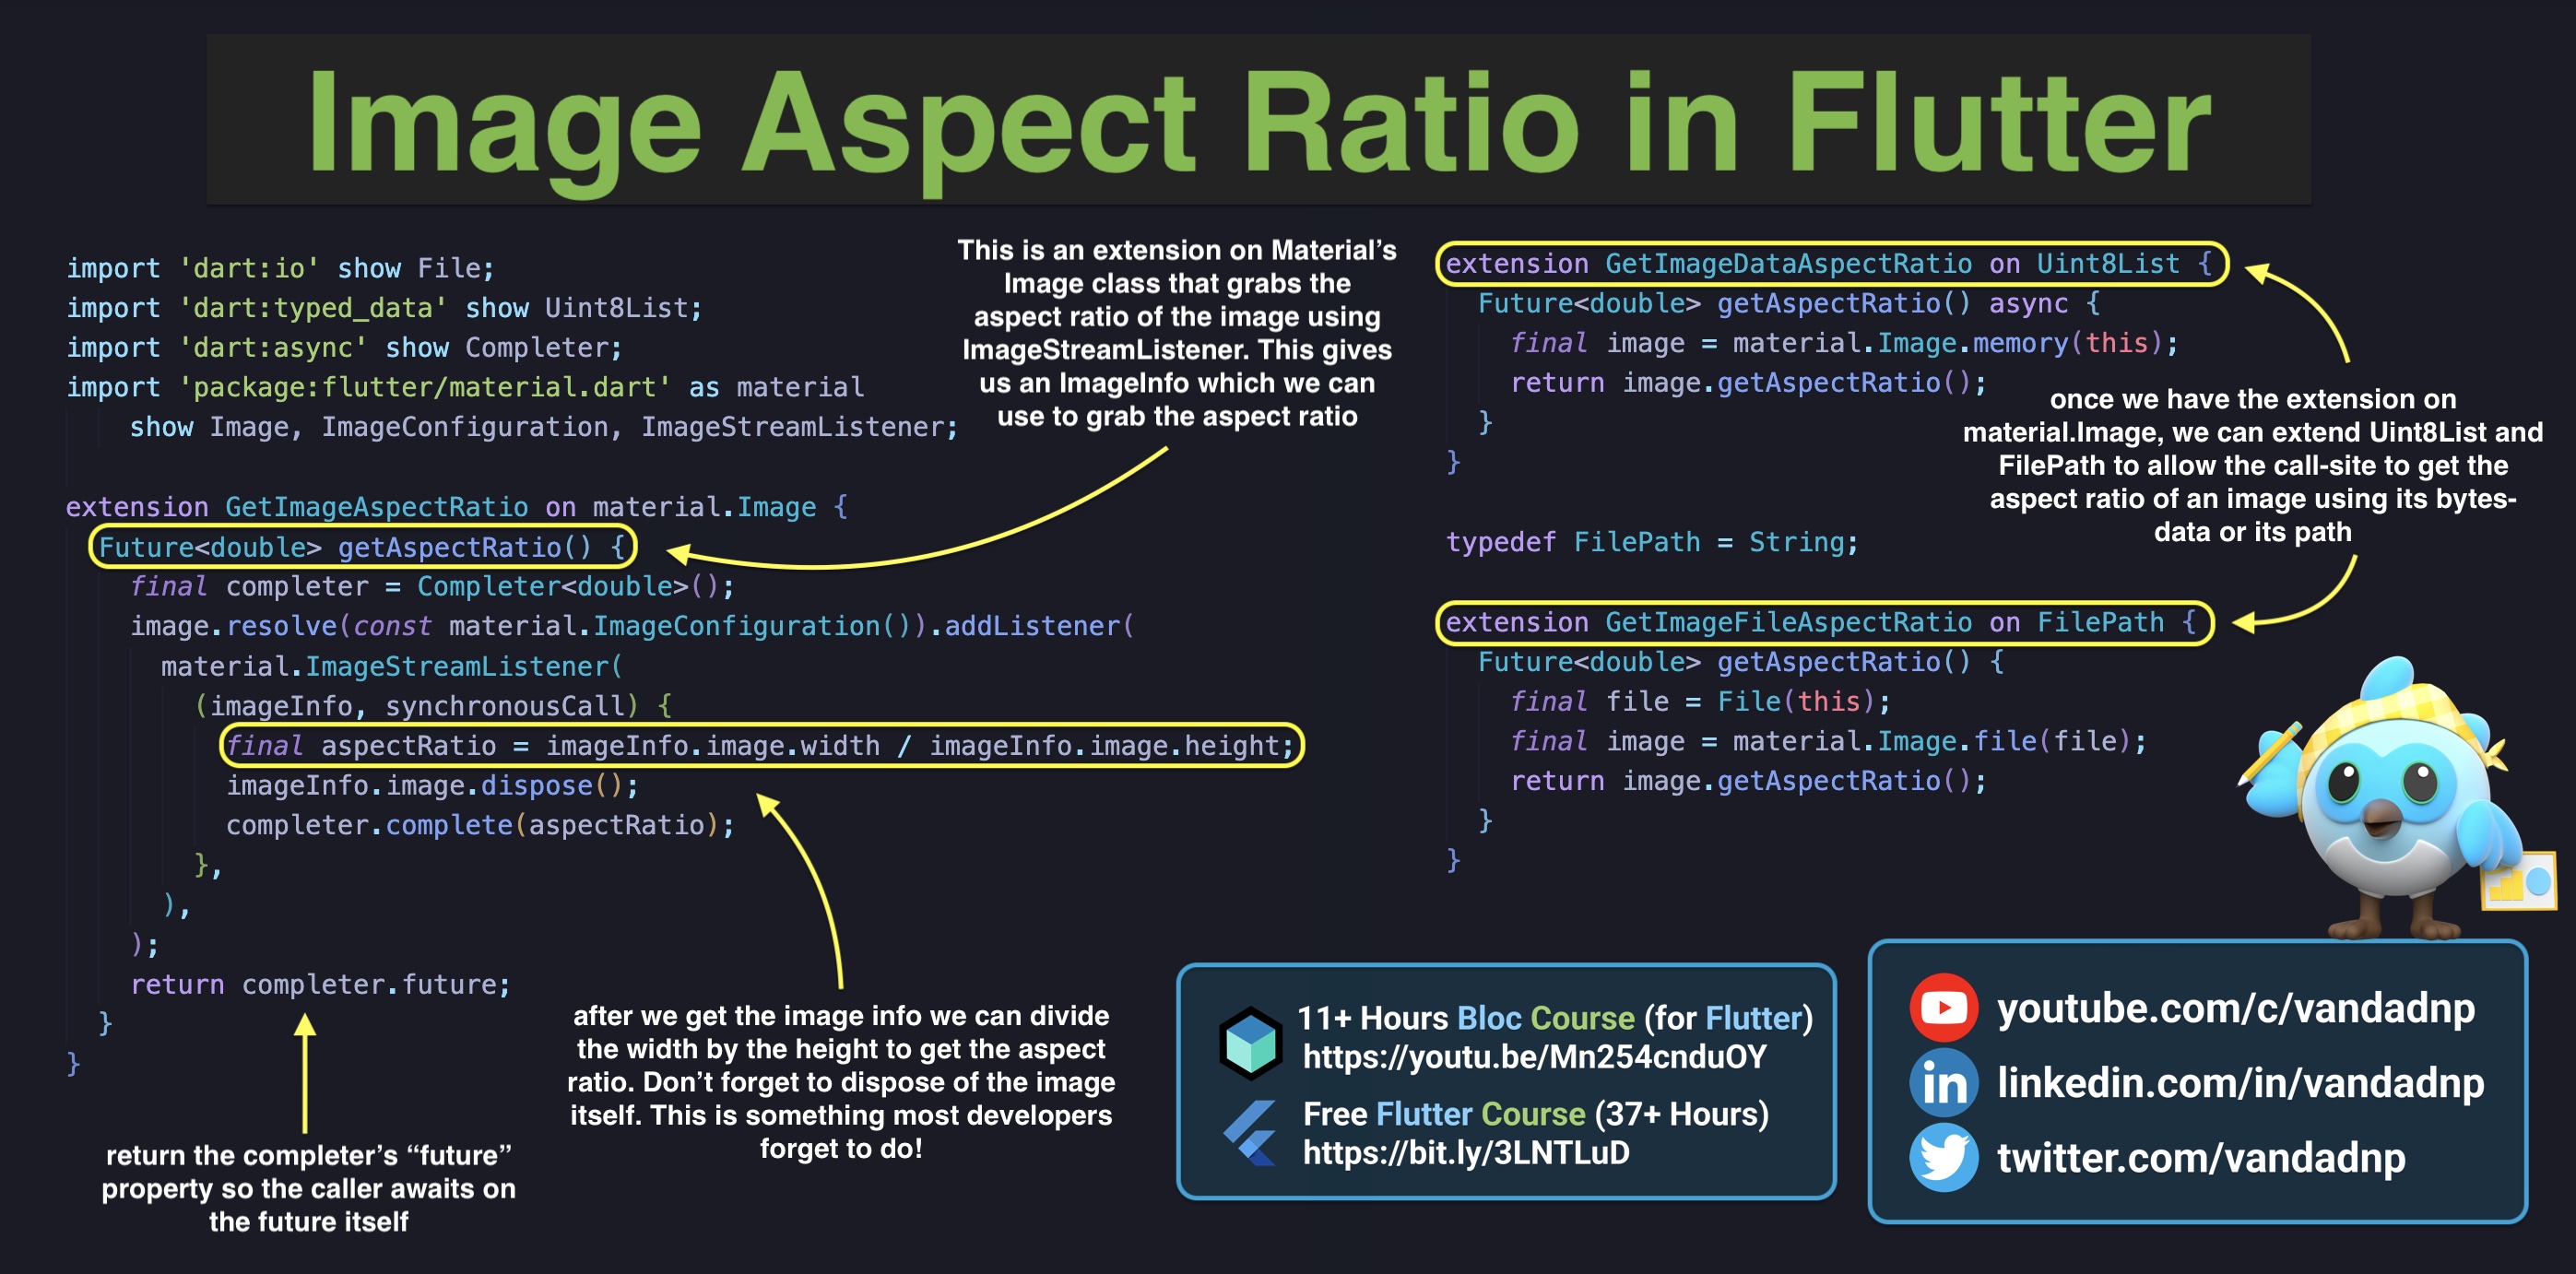 Image Aspect Ratio in Flutter
import 'dart:io' show File;
import 'dart:typed_data' show Uint8List;
import 'dart:async' show Completer;
import 'package:flutter/material.dart' as material
show Image, ImageConfiguration, ImageStreamListener;
extension GetImageAspectRatio on material.Image {
Future<double> getAspectRatio() {
final completer = Completer<double>();
image.resolve(const material.ImageConfiguration()).addListener(
material.ImageStreamListener(
(imageInfo, synchronousCall) {
final aspectRatio = imageInfo.image.width / imageInfo.image.height;
imageInfo.image.dispose();
completer.complete(aspectRatio);
},
),
);
return completer.future;
}
}
This is an extension on Material’s
Image class that grabs the
aspect ratio of the image using
ImageStreamListener. This gives
us an ImageInfo which we can
use to grab the aspect ratio
after we get the image info we can divide
the width by the height to get the aspect
ratio. Don’t forget to dispose of the image
itself. This is something most developers
forget to do!
return the completer’s “future”
property so the caller awaits on
the future itself
extension GetImageDataAspectRatio on Uint8List {
Future<double> getAspectRatio() async {
final image = material.Image.memory(this);
return image.getAspectRatio();
}
}
typedef FilePath = String;
extension GetImageFileAspectRatio on FilePath {
Future<double> getAspectRatio() {
final file = File(this);
final image = material.Image.file(file);
return image.getAspectRatio();
}
}
once we have the extension on
material.Image, we can extend Uint8List and
FilePath to allow the call-site to get the
aspect ratio of an image using its bytes-
data or its path
11+ Hours Bloc Course (for Flutter)
https://youtu.be/Mn254cnduOY
Free Flutter Course (37+ Hours)
https://bit.ly/3LNTLuD
youtube.com/c/vandadnp
in linkedin.com/in/vandadnp
twitter.com/vandadnp